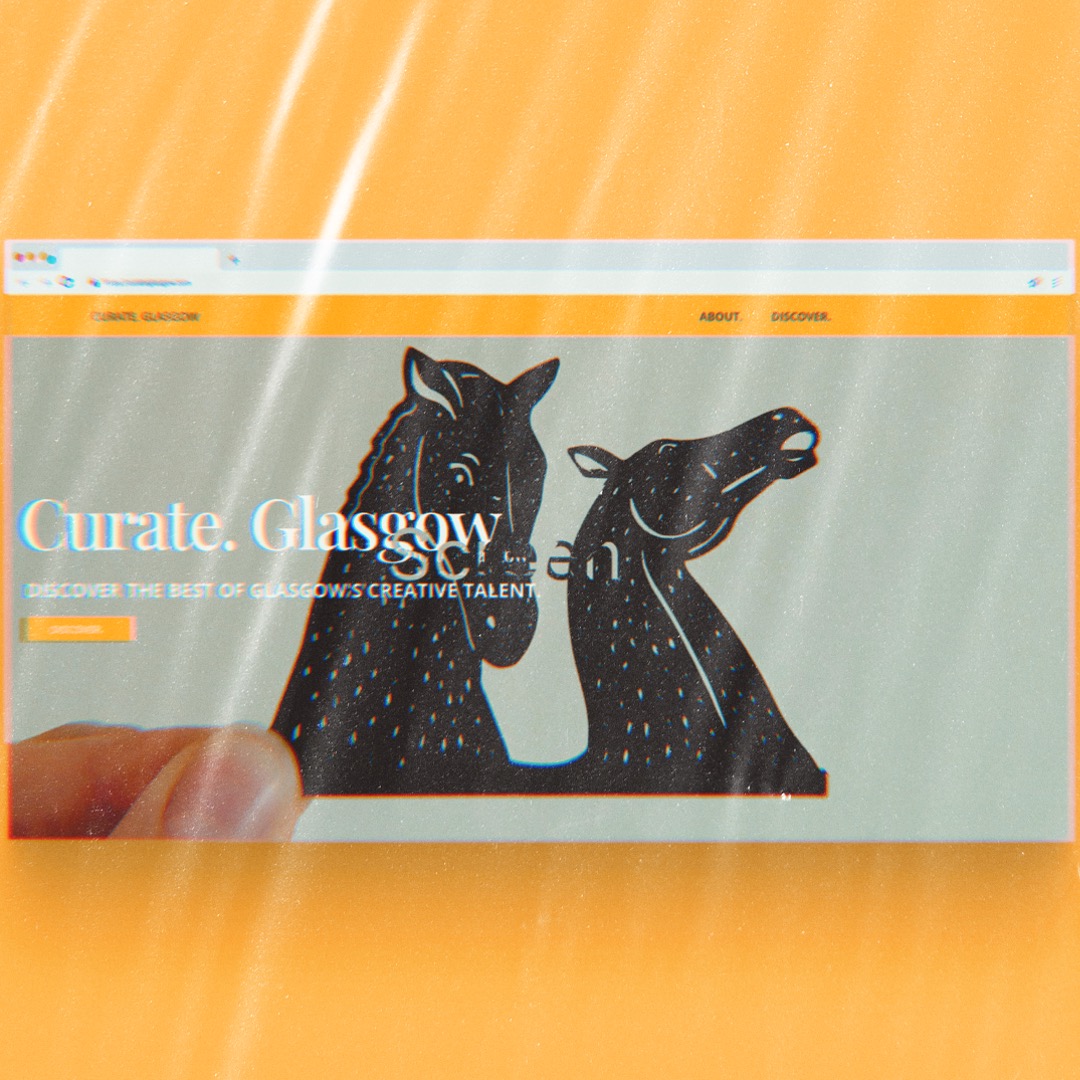 CURATE. GLASGOW
ABOUT.
DISCOVER.
Curate. Glasgow
Screen
DISCOVER THE BEST OF GLASGOW'S CREATIVE TALENT.
DISCOVER.